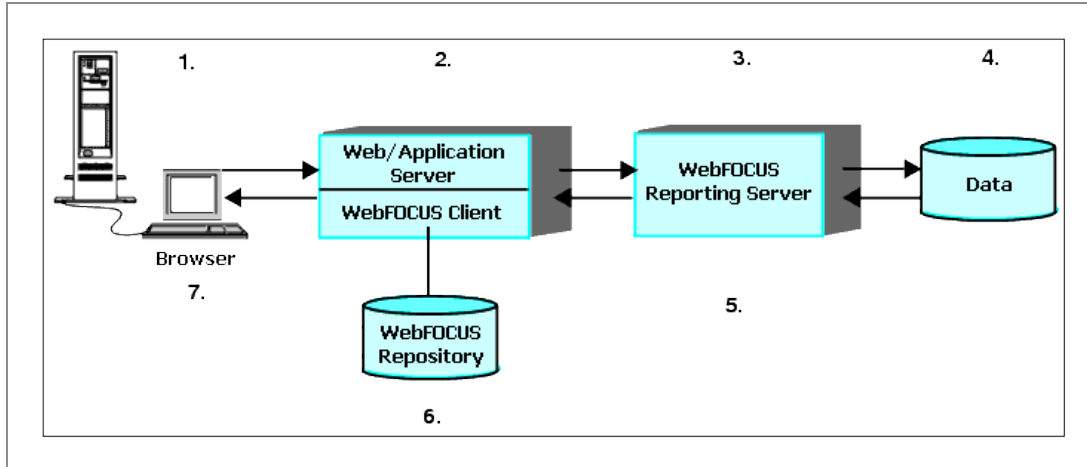 1.
2.
3.
4.
Web/Application
Server
WebFOCUS Client
WebFOCUS
Reporting Server
Data
Browser
7.
5.
WebFOCUS
Repository
6.